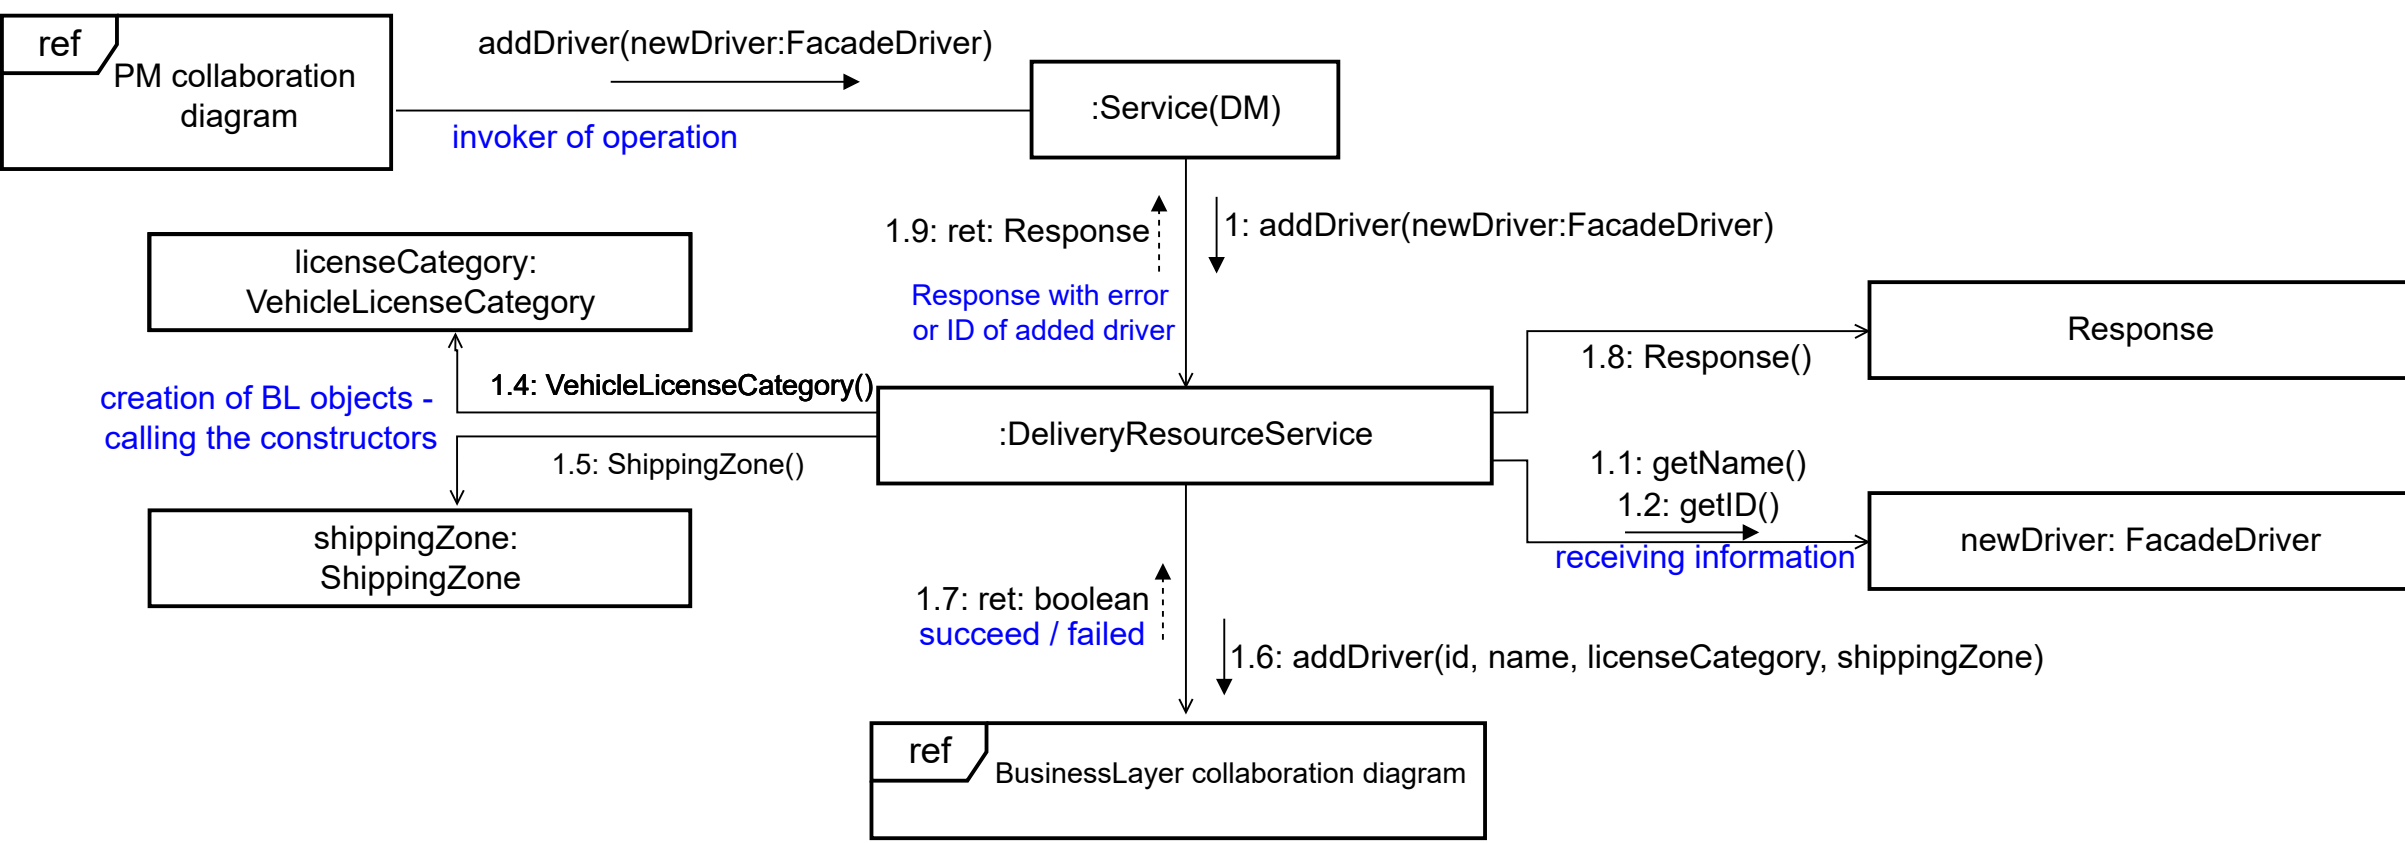 ref
PM collaboration
diagram
addDriver(newDriver:FacadeDriver)
invoker of operation
:Service(DM)
1.9: ret: Response
1: addDriver(newDriver:FacadeDriver)
Response with error
or ID of added driver
licenseCategory:
VehicleLicenseCategory
Response
1.8: Response()
1.4: VehicleLicenseCategory()
creation of BL objects -
calling the constructors
:DeliveryResourceService
1.5: ShippingZone()
1.1: getName()
1.2: getID()
receiving information
newDriver: FacadeDriver
shippingZone:
ShippingZone
1.7: ret: boolean
succeed / failed
1.6: addDriver(id, name, licenseCategory, shippingZone)
ref
BusinessLayer collaboration diagram